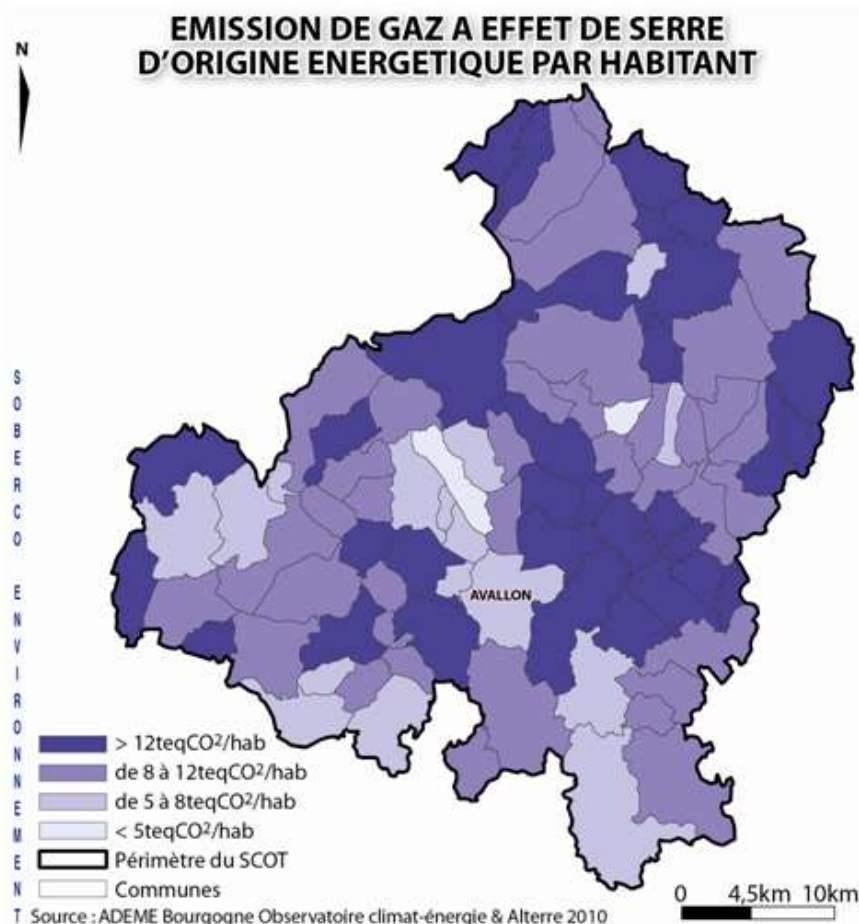 EMISSION DE GAZ A EFFET DE SERRE
D'ORIGINE ENERGETIQUE PAR HABITANT
N
AVALLON
SOBERCO ENVIRONNEMENT
> 12teqCO²/hab
de 8 à 12teqCO²/hab
de 5 à 8teqCO²/hab
< 5teqCO²/hab
Périmètre du SCOT
Communes
0 4,5km 10km
Source : ADEME Bourgogne Observatoire climat-énergie & Alterre 2010